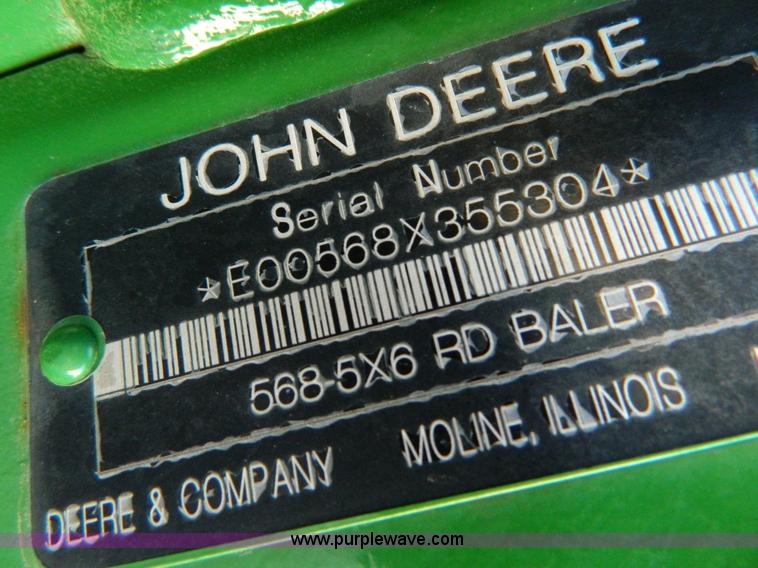 JOHN DEERE
Serial Number
*E00568X355304*
568-5X6 RD BALER
DEERE & COMPANY MOLINE, ILLINOIS
www.purplewave.com